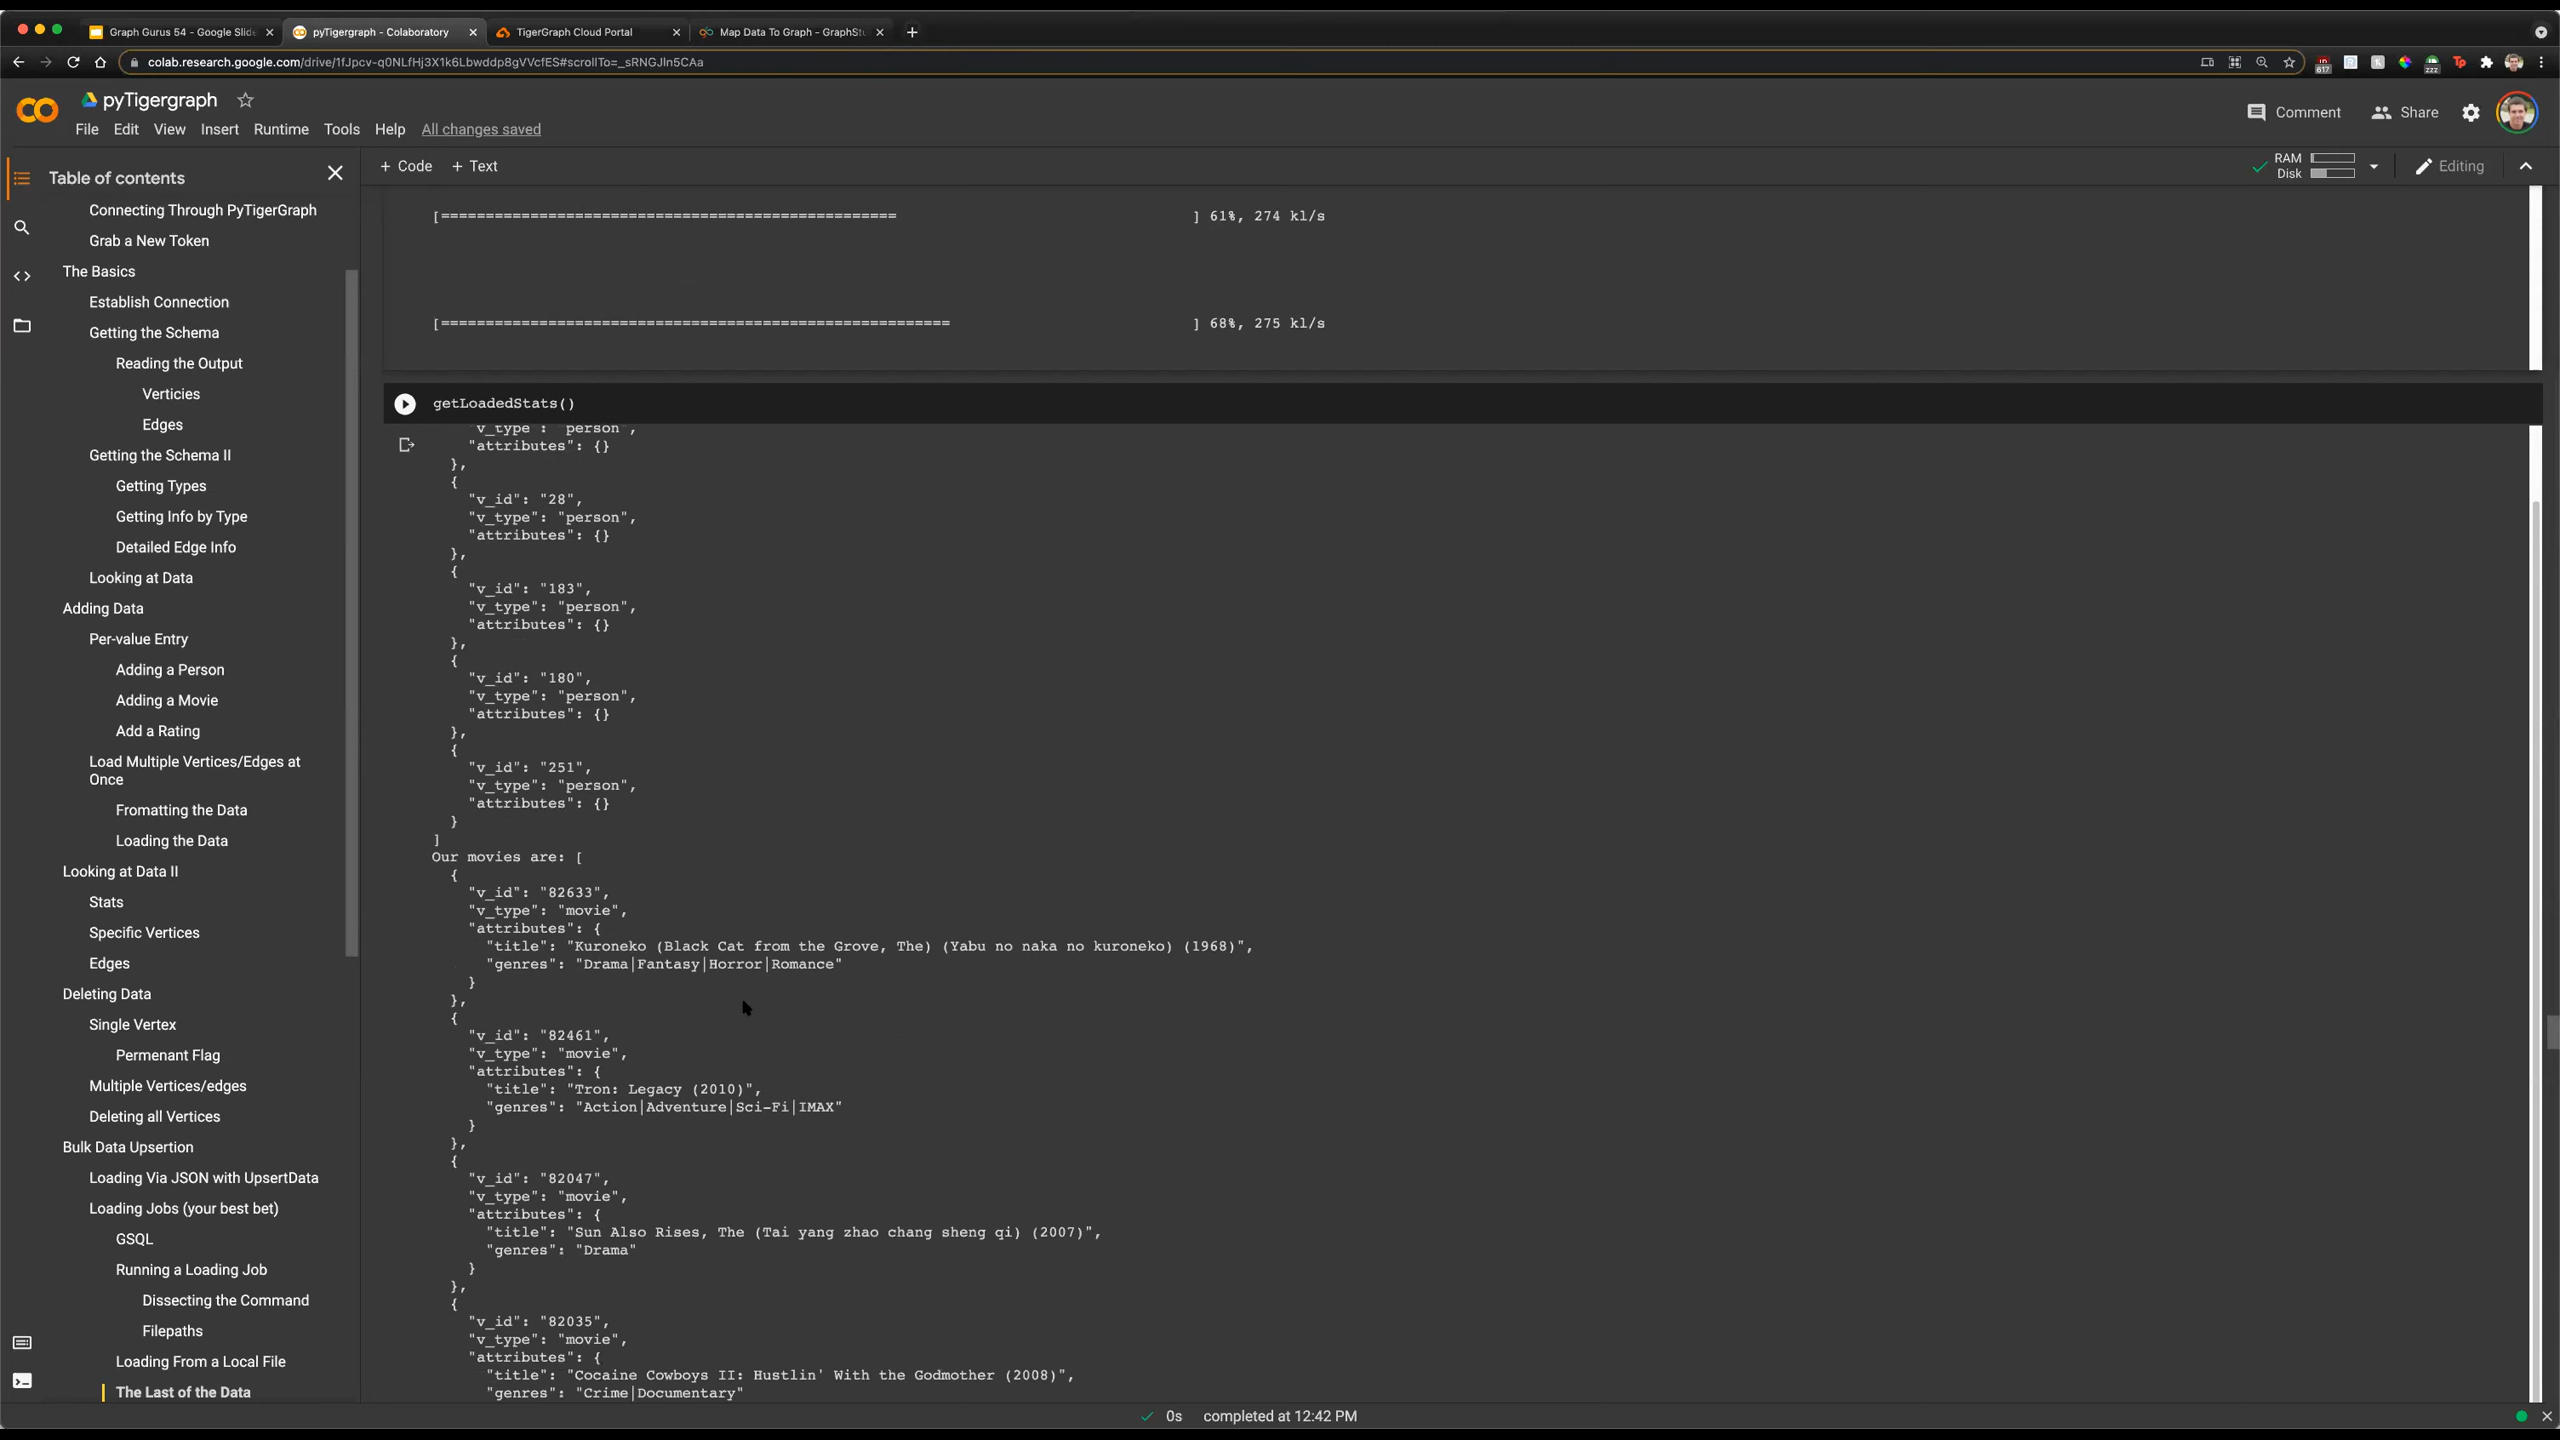 Graph Gurus 54 - Google Slide
pyTigergraph - Colaboratory
TigerGraph Cloud Portal
Map Data To Graph - GraphStu
colab.research.google.com/drive/1fJpcv-q0NLfHj3X1k6Lbwddp8gVVcfES#scrollTo=_sRNGJln5CAa
617
zzz
Tp
pyTigergraph
File Edit View Insert Runtime Tools Help All changes saved
Comment
Share
+ Code + Text
RAM
Disk
Editing
Table of contents
Connecting Through PyTigerGraph
Grab a New Token
The Basics
Establish Connection
Getting the Schema
Reading the Output
Verticies
Edges
Getting the Schema II
Getting Types
Getting Info by Type
Detailed Edge Info
Looking at Data
Adding Data
Per-value Entry
Adding a Person
Adding a Movie
Add a Rating
Load Multiple Vertices/Edges at
Once
Fromatting the Data
Loading the Data
Looking at Data II
Stats
Specific Vertices
Edges
Deleting Data
Single Vertex
Permenant Flag
Multiple Vertices/edges
Deleting all Vertices
Bulk Data Upsertion
Loading Via JSON with UpsertData
Loading Jobs (your best bet)
GSQL
Running a Loading Job
Dissecting the Command
Filepaths
Loading From a Local File
The Last of the Data
[=================================================== ] 61%, 274 kl/s
[========================================================= ] 68%, 275 kl/s
getLoadedStats()
"v_type": "person",
"attributes": {}
},
{
"v_id": "28",
"v_type": "person",
"attributes": {}
},
{
"v_id": "183",
"v_type": "person",
"attributes": {}
},
{
"v_id": "180",
"v_type": "person",
"attributes": {}
},
{
"v_id": "251",
"v_type": "person",
"attributes": {}
}
]
Our movies are: [
{
"v_id": "82633",
"v_type": "movie",
"attributes": {
"title": "Kuroneko (Black Cat from the Grove, The) (Yabu no naka no kuroneko) (1968)",
"genres": "Drama|Fantasy|Horror|Romance"
}
},
{
"v_id": "82461",
"v_type": "movie",
"attributes": {
"title": "Tron: Legacy (2010)",
"genres": "Action|Adventure|Sci-Fi|IMAX"
}
},
{
"v_id": "82047",
"v_type": "movie",
"attributes": {
"title": "Sun Also Rises, The (Tai yang zhao chang sheng qi) (2007)",
"genres": "Drama"
}
},
{
"v_id": "82035",
"v_type": "movie",
"attributes": {
"title": "Cocaine Cowboys II: Hustlin' With the Godmother (2008)",
"genres": "Crime|Documentary"
0s completed at 12:42 PM